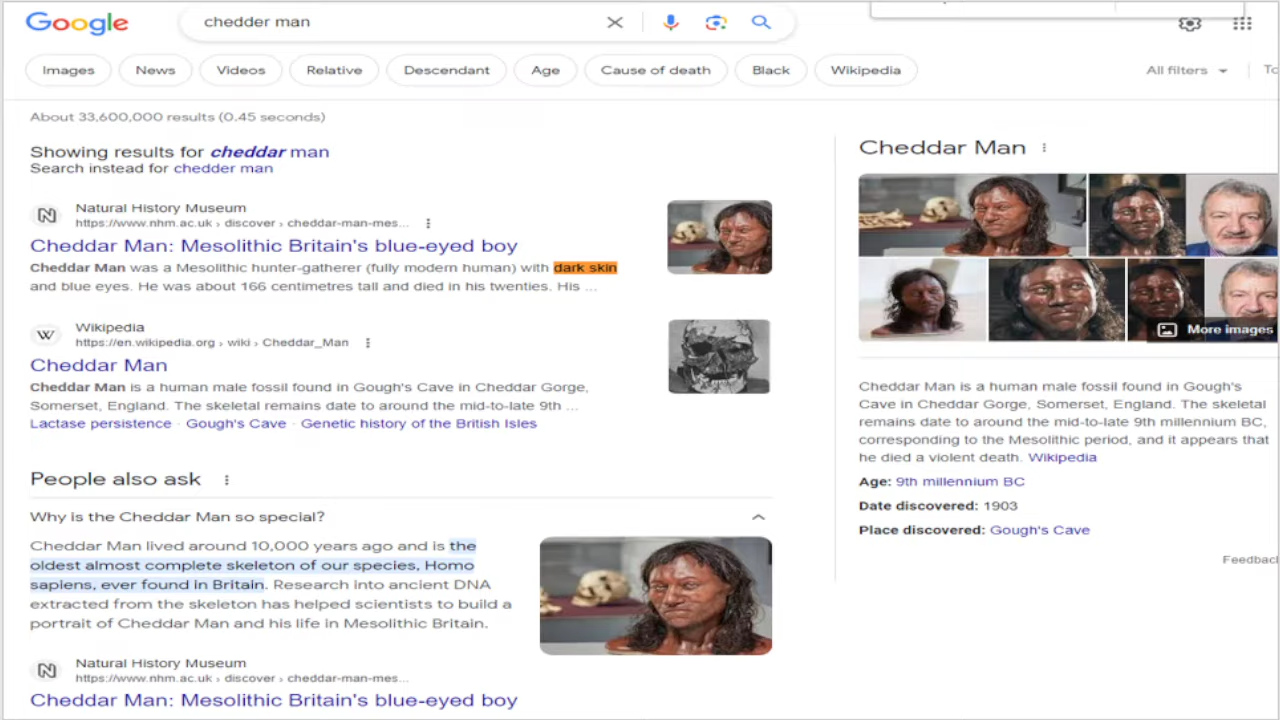 Google
chedder man
Images
News
Videos
Relative
Descendant
Age
Cause of death
Black
Wikipedia
All filters
About 33,600,000 results (0.45 seconds)
Showing results for cheddar man
Search instead for chedder man
Natural History Museum
https://www.nhm.ac.uk › discover › cheddar-man-mes...
Cheddar Man: Mesolithic Britain's blue-eyed boy
Cheddar Man was a Mesolithic hunter-gatherer (fully modern human) with dark skin
and blue eyes. He was about 166 centimetres tall and died in his twenties. His ...
W
Wikipedia
https://en.wikipedia.org › wiki › Cheddar_Man
Cheddar Man
Cheddar Man is a human male fossil found in Gough's Cave in Cheddar Gorge,
Somerset, England. The skeletal remains date to around the mid-to-late 9th ...
Lactase persistence · Gough's Cave · Genetic history of the British Isles
People also ask
Why is the Cheddar Man so special?
Cheddar Man lived around 10,000 years ago and is the
oldest almost complete skeleton of our species, Homo
sapiens, ever found in Britain. Research into ancient DNA
extracted from the skeleton has helped scientists to build a
portrait of Cheddar Man and his life in Mesolithic Britain.
Natural History Museum
https://www.nhm.ac.uk › discover › cheddar-man-mes...
Cheddar Man: Mesolithic Britain's blue-eyed boy
Cheddar Man
More images
Cheddar Man is a human male fossil found in Gough's
Cave in Cheddar Gorge, Somerset, England. The skeletal
remains date to around the mid-to-late 9th millennium BC,
corresponding to the Mesolithic period, and it appears that
he died a violent death. Wikipedia
Age: 9th millennium BC
Date discovered: 1903
Place discovered: Gough's Cave